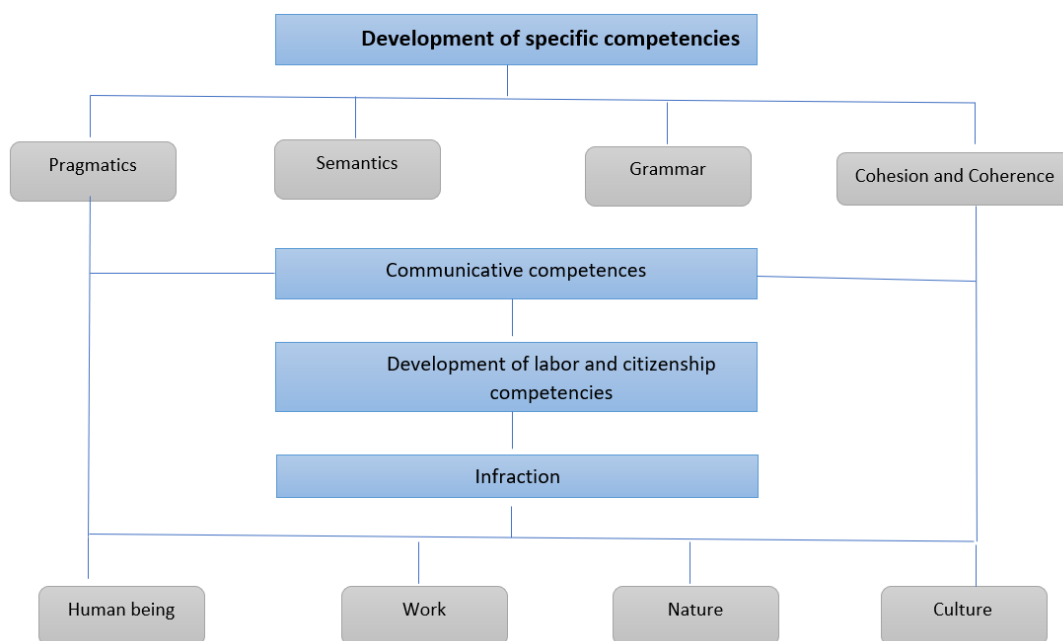 Development of specific competencies
Pragmatics
Semantics
Grammar
Cohesion and Coherence
Communicative competences
Development of labor and citizenship
competencies
Infraction
Human being
Work
Nature
Culture